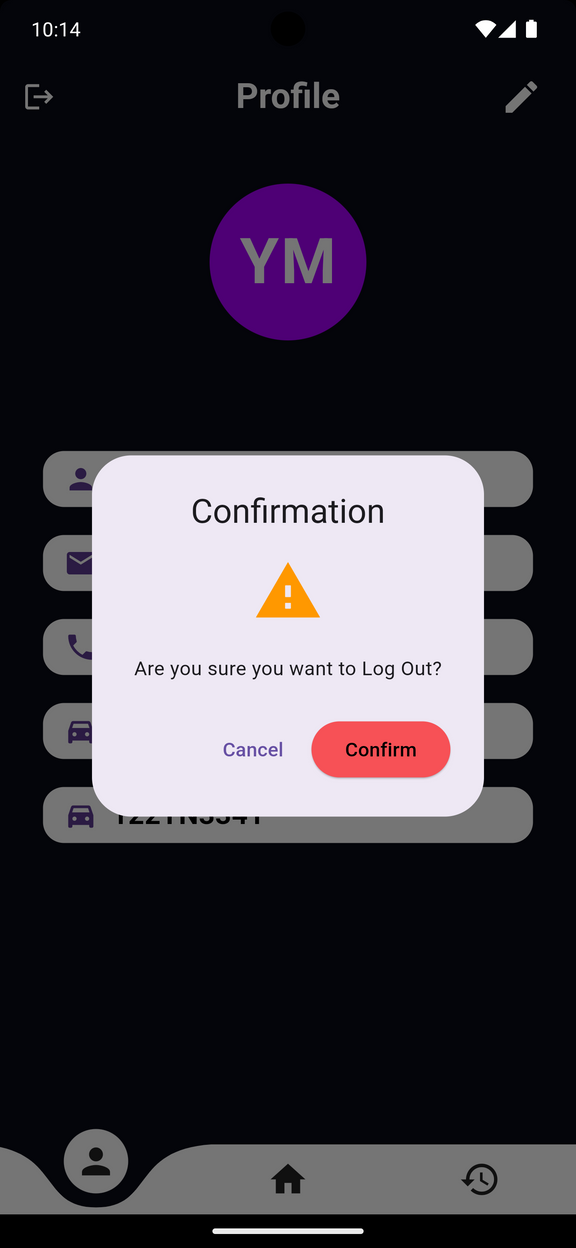 10:14
Profile
YM
Confirmation
Are you sure you want to Log Out?
Cancel
Confirm